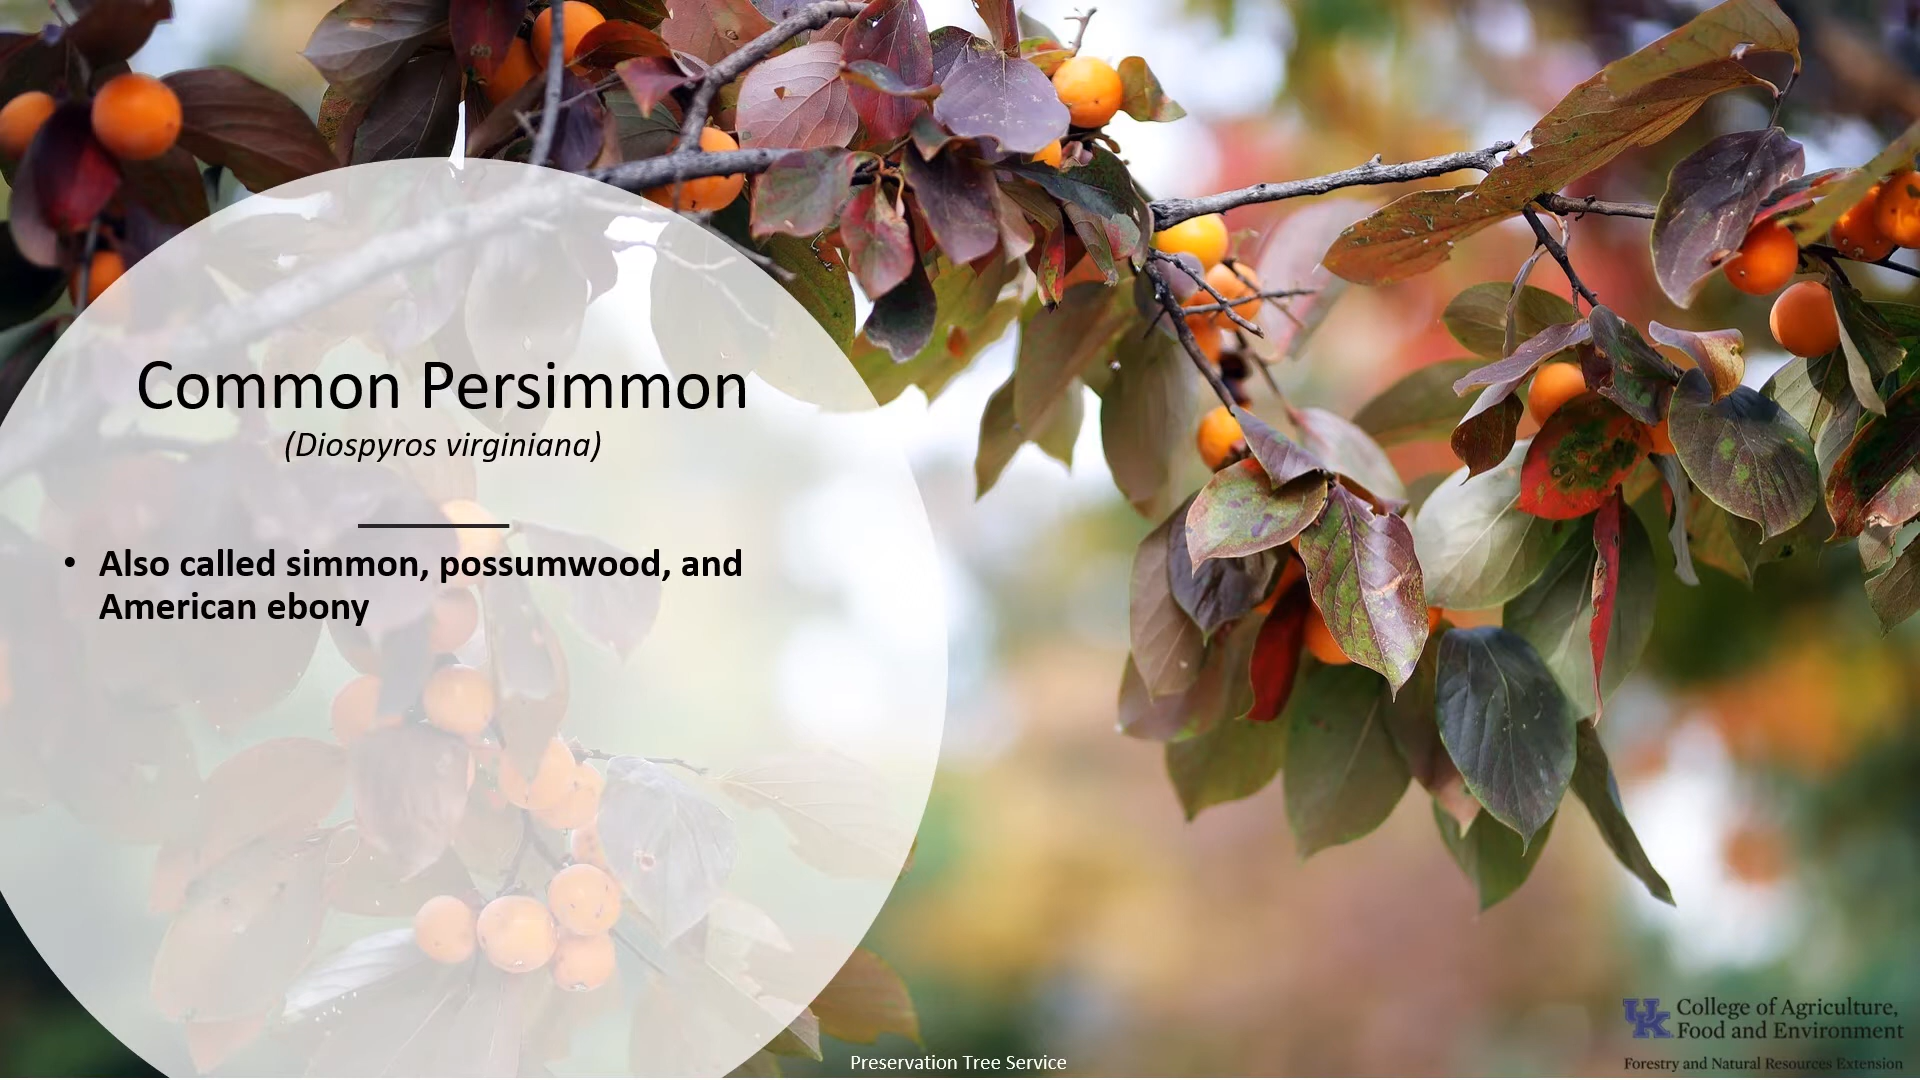 Common Persimmon
(Diospyros virginiana)
• Also called simmon, possumwood, and
American ebony
Preservation Tree Service
UK College of Agriculture,
Food and Environment
Forestry and Natural Resources Extension